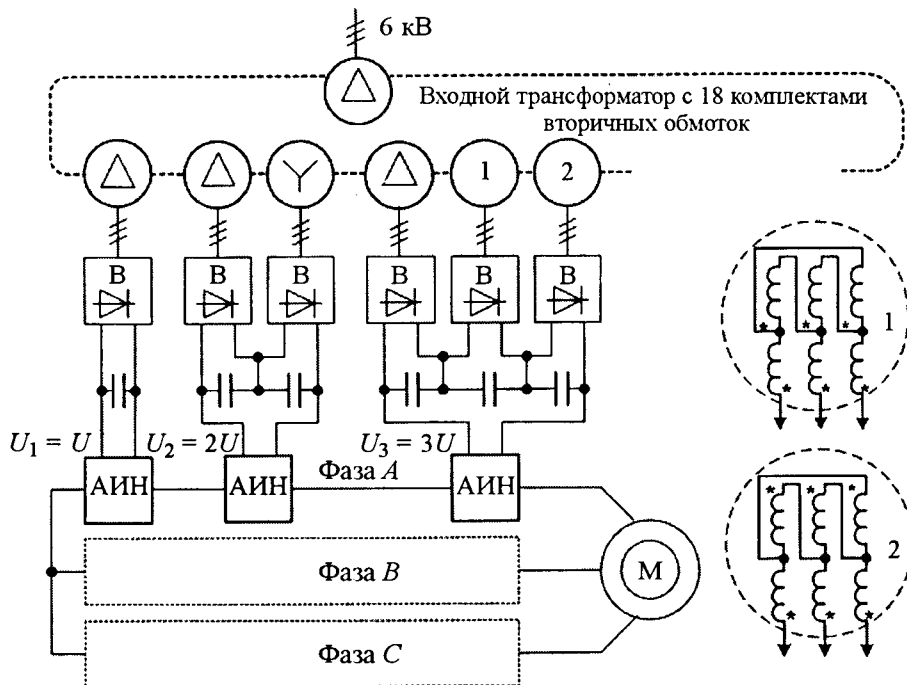 6 кВ
Входной трансформатор с 18 комплектами
вторичных обмоток
1
2
В
В
В
В
В
В
1
U₁ = U
U₂ = 2U
U₃ = 3U
АИН
АИН
Фаза A
АИН
2
Фаза B
М
Фаза C